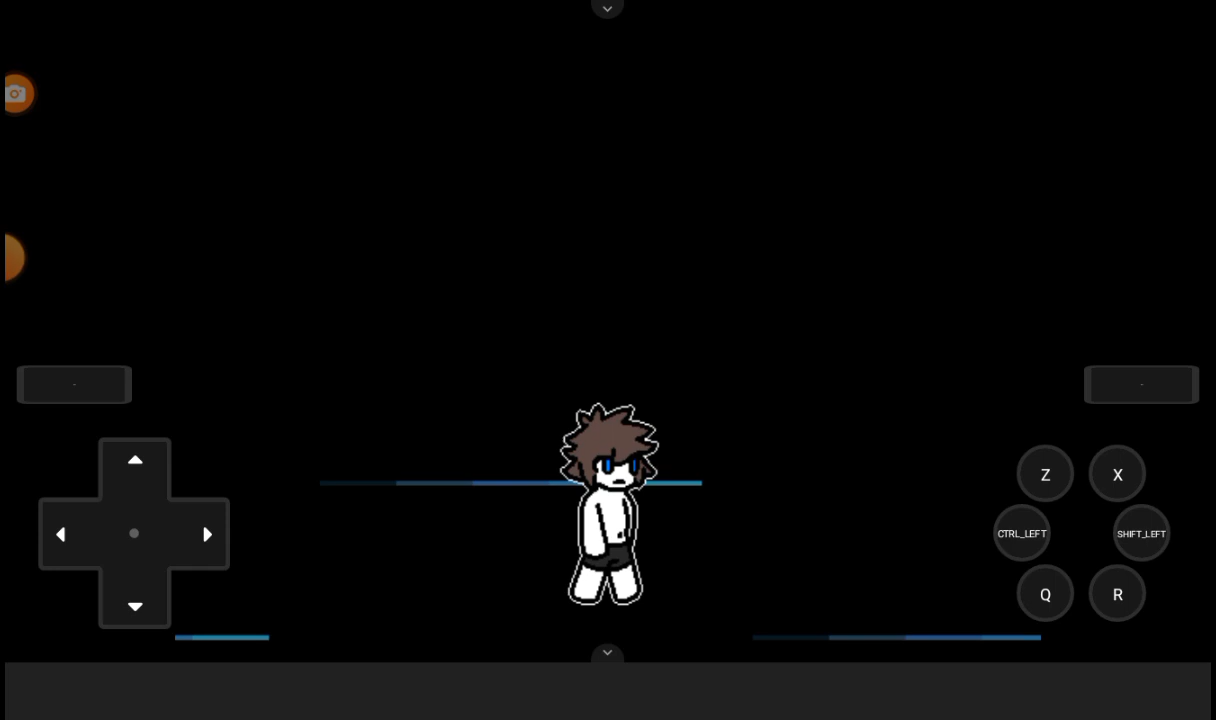 -
-
Z
X
CTRL_LEFT
SHIFT_LEFT
Q
R